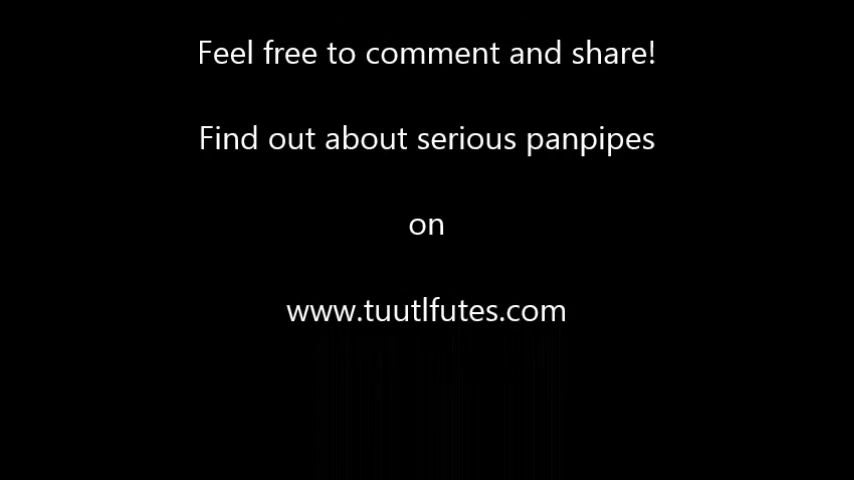 Feel free to comment and share!
Find out about serious panpipes
on
www.tuutlfutes.com